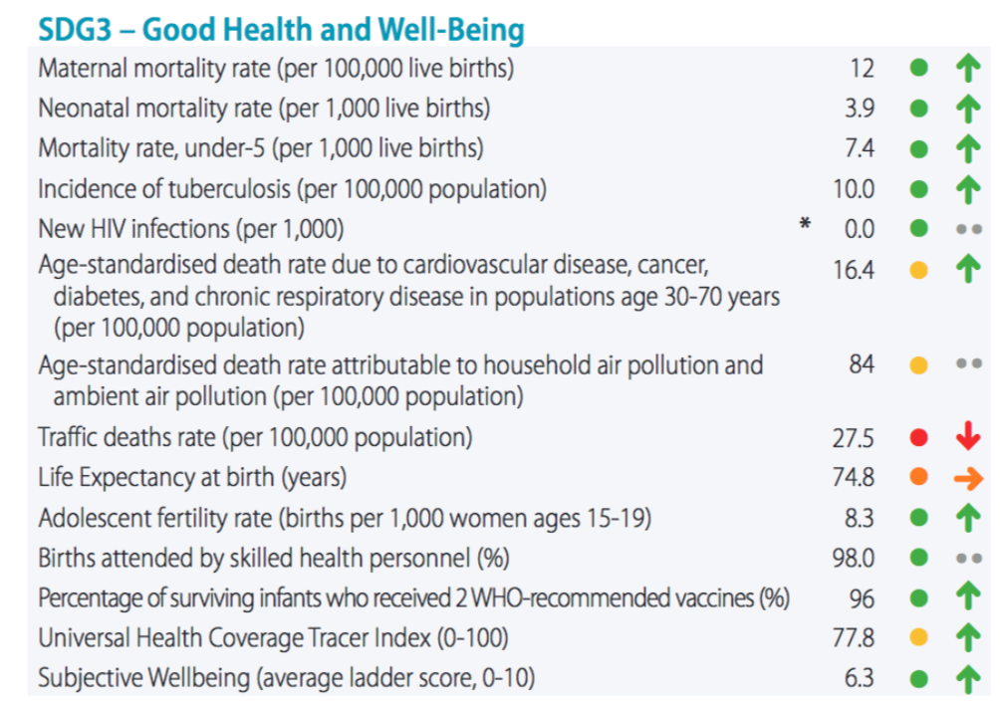 SDG3 – Good Health and Well-Being
Maternal mortality rate (per 100,000 live births) 12
Neonatal mortality rate (per 1,000 live births) 3.9
Mortality rate, under-5 (per 1,000 live births) 7.4
Incidence of tuberculosis (per 100,000 population) 10.0
New HIV infections (per 1,000) * 0.0
Age-standardised death rate due to cardiovascular disease, cancer, 16.4
diabetes, and chronic respiratory disease in populations age 30-70 years
(per 100,000 population)
Age-standardised death rate attributable to household air pollution and 84
ambient air pollution (per 100,000 population)
Traffic deaths rate (per 100,000 population) 27.5
Life Expectancy at birth (years) 74.8
Adolescent fertility rate (births per 1,000 women ages 15-19) 8.3
Births attended by skilled health personnel (%) 98.0
Percentage of surviving infants who received 2 WHO-recommended vaccines (%) 96
Universal Health Coverage Tracer Index (0-100) 77.8
Subjective Wellbeing (average ladder score, 0-10) 6.3